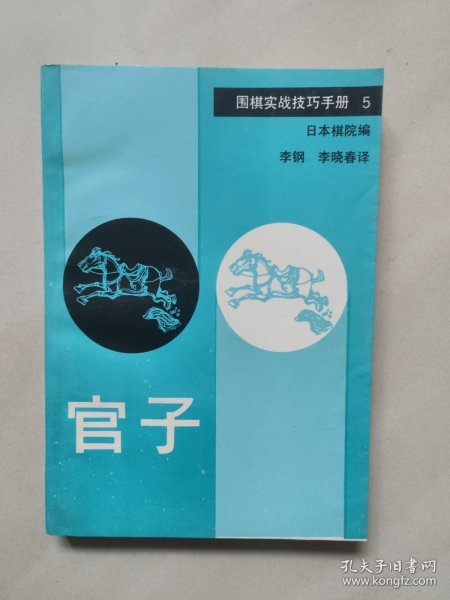 围棋实战技巧手册 5
日本棋院编
李钢 李晓春译
官子
孔夫子旧书网
www.kongfz.com